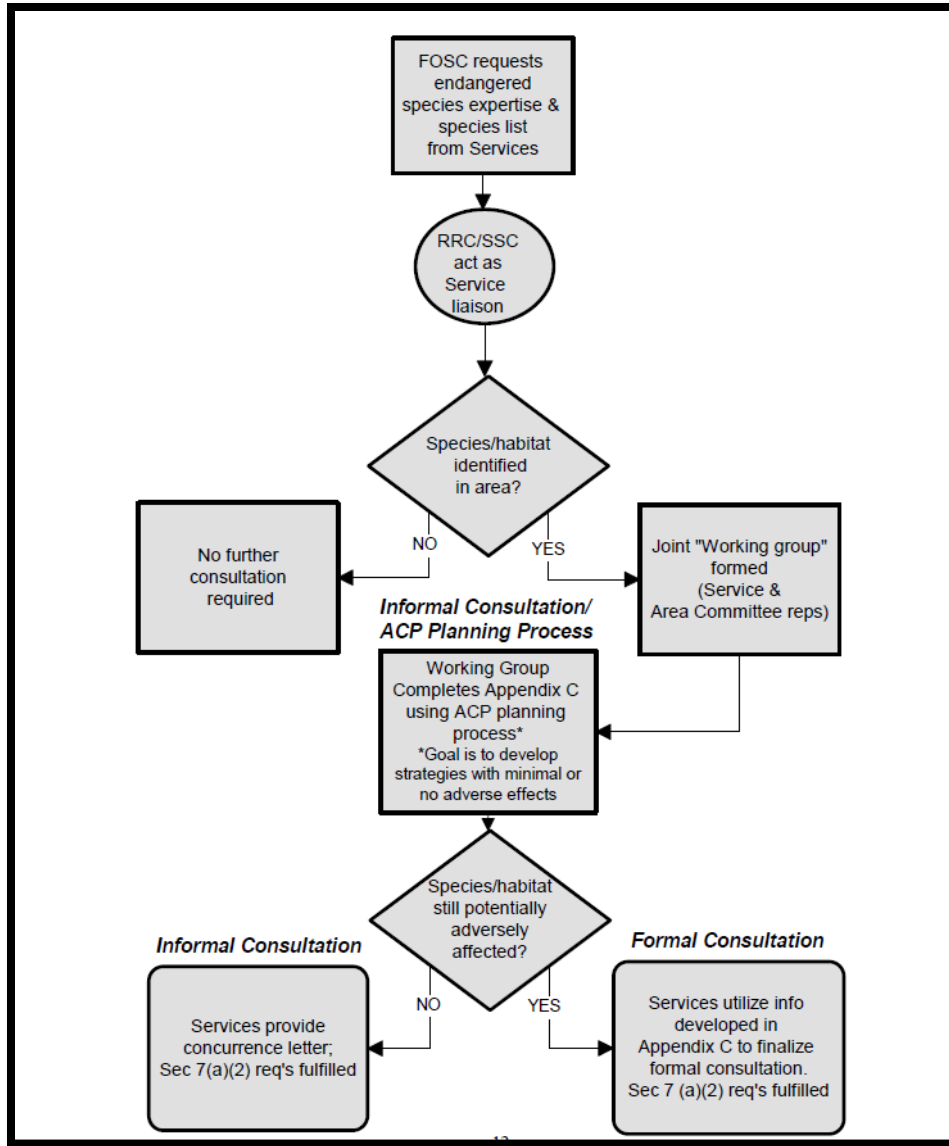 FOSC requests
endangered
species expertise &
species list
from Services
RRC/SSC
act as
Service
liaison
Species/habitat
identified
in area?
NO
YES
No further
consultation
required
Joint "Working group"
formed
(Service &
Area Committee reps)
Informal Consultation/
ACP Planning Process
Working Group
Completes Appendix C
using ACP planning
process*
*Goal is to develop
strategies with minimal or
no adverse effects
Species/habitat
still potentially
adversely
affected?
NO
YES
Informal Consultation
Services provide
concurrence letter;
Sec 7(a)(2) req's fulfilled
Formal Consultation
Services utilize info
developed in
Appendix C to finalize
formal consultation.
Sec 7 (a)(2) req's fulfilled